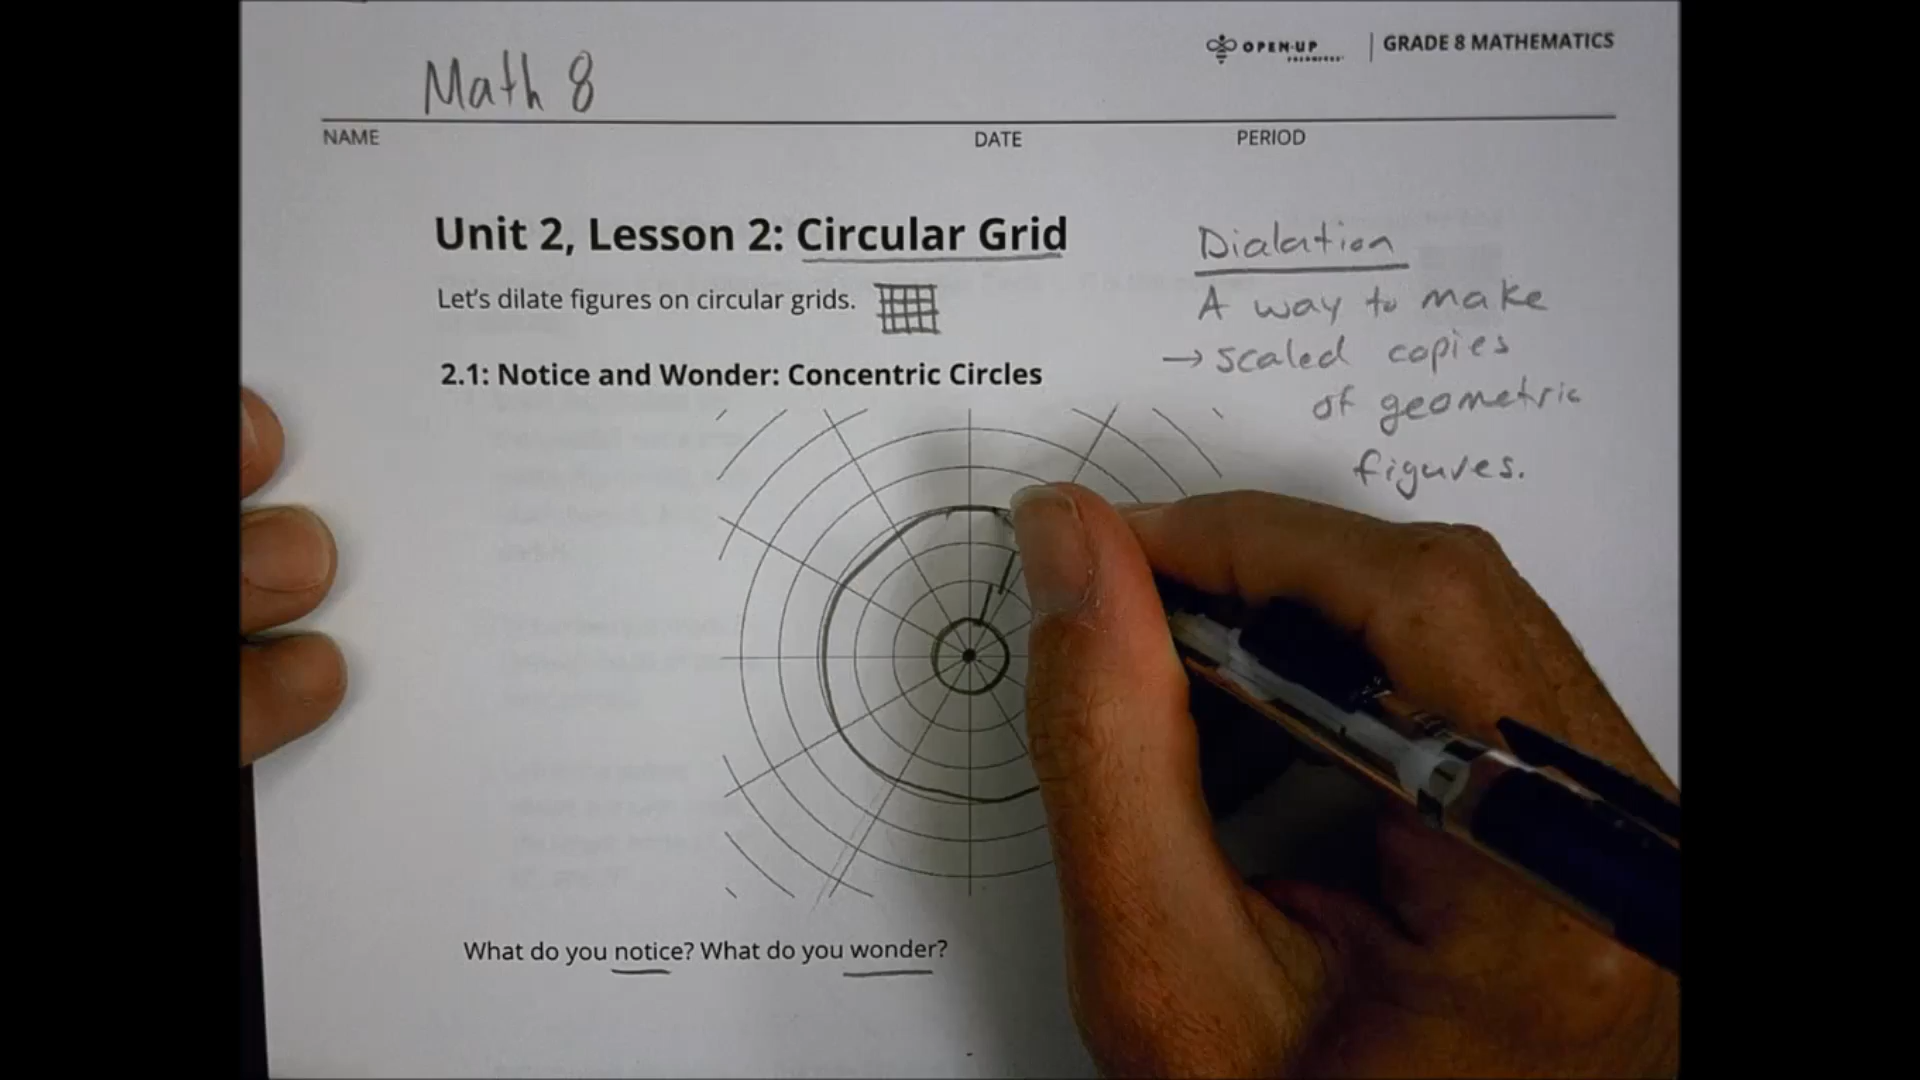 Math 8
OPEN-UP
GRADE 8 MATHEMATICS
NAME DATE PERIOD
Unit 2, Lesson 2: Circular Grid
Let's dilate figures on circular grids.
2.1: Notice and Wonder: Concentric Circles
Dialation
A way to make
→ scaled copies
of geometric
figures.
What do you notice? What do you wonder?